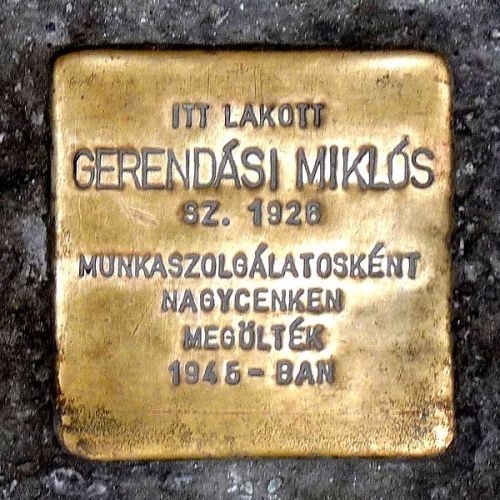 ITT LAKOTT
GERENDÁSI MIKLÓS
SZ. 1926
MUNKASZOLGÁLATOSKÉNT
NAGYCENKEN
MEGÖLTÉK
1945-BAN